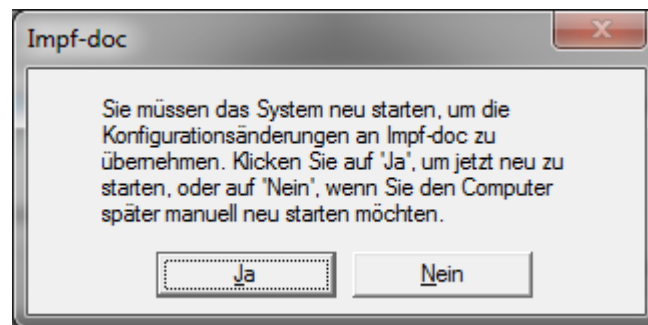 Impf-doc
Sie müssen das System neu starten, um die
Konfigurationsänderungen an Impf-doc zu
übernehmen. Klicken Sie auf 'Ja', um jetzt neu zu
starten, oder auf 'Nein', wenn Sie den Computer
später manuell neu starten möchten.
Ja
Nein